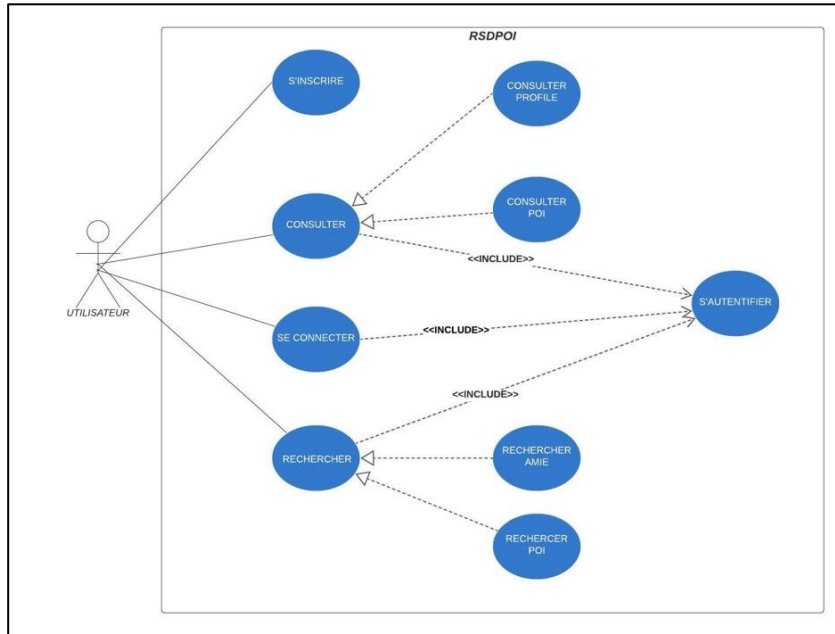 RSDPOI
S'INSCRIRE
CONSULTER
PROFILE
CONSULTER
CONSULTER
POI
<<INCLUDE>>
S'AUTENTIFIER
UTILISATEUR
SE CONNECTER
<<INCLUDE>>
<<INCLUDE>>
RECHERCHER
RECHERCHER
AMIE
RECHERCER
POI